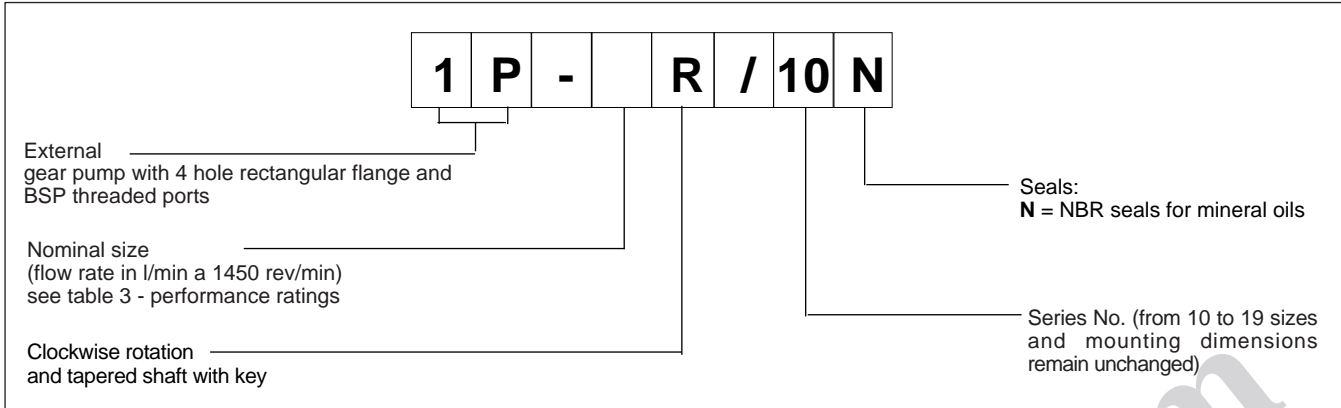 1 P - R / 10 N
External
gear pump with 4 hole rectangular flange and
BSP threaded ports
Nominal size
(flow rate in l/min a 1450 rev/min)
see table 3 - performance ratings
Clockwise rotation
and tapered shaft with key
Seals:
N = NBR seals for mineral oils
Series No. (from 10 to 19 sizes
and mounting dimensions
remain unchanged)